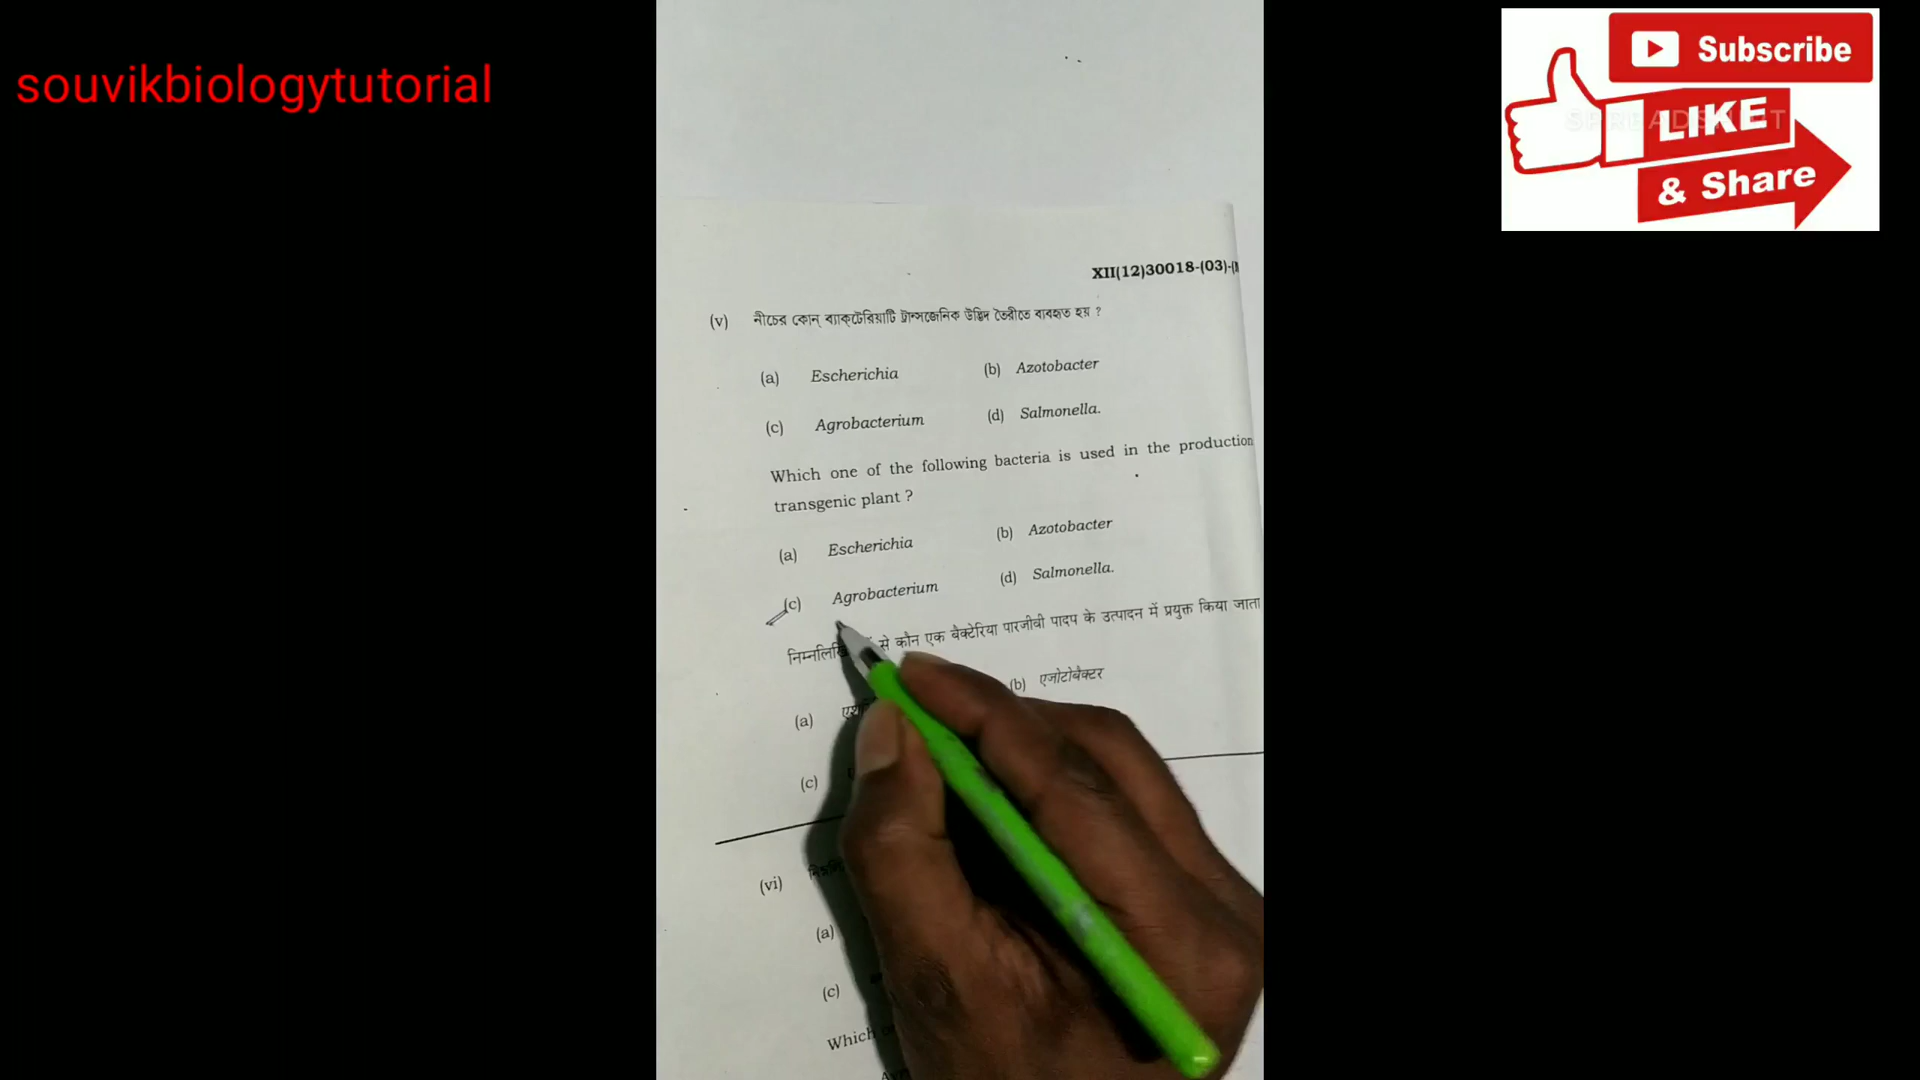 souvikbiologytutorial
Subscribe
LIKE
& Share
XII(12)30018-(03)-
(v) নীচের কোন্ ব্যাক্‌টেরিয়াটি ট্রান্সজেনিক উদ্ভিদ তৈরীতে ব্যবহৃত হয় ?
(a) Escherichia (b) Azotobacter
(c) Agrobacterium (d) Salmonella.
Which one of the following bacteria is used in the production
transgenic plant ?
(a) Escherichia (b) Azotobacter
(c) Agrobacterium (d) Salmonella.
से कौन एक बैक्टेरिया पारजीवी पादप के उत्पादन में प्रयुक्त किया जाता
(a) (b) एजोटोबैक्टर
(c)
(vi)
(a)
(c)
Which